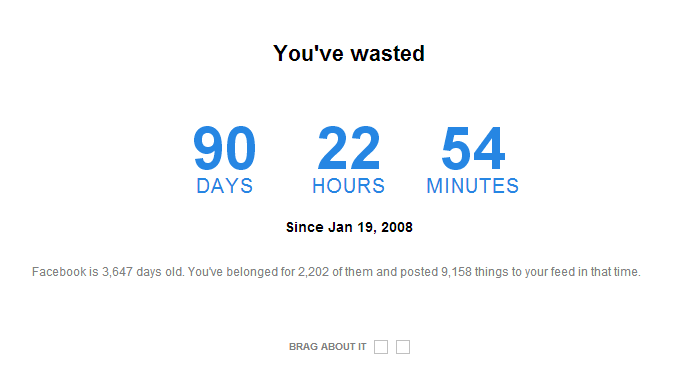 You've wasted
90 22 54
DAYS HOURS MINUTES
Since Jan 19, 2008
Facebook is 3,647 days old. You've belonged for 2,202 of them and posted 9,158 things to your feed in that time.
BRAG ABOUT IT